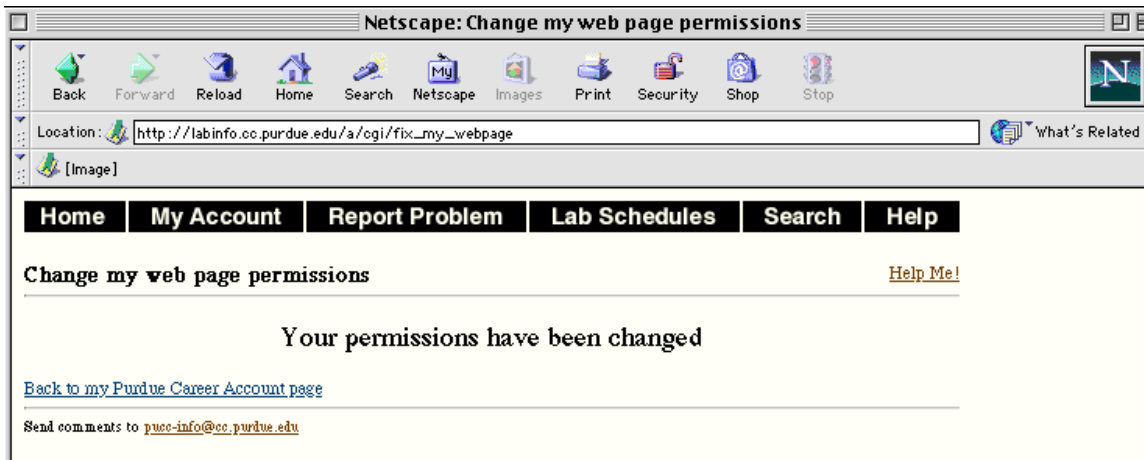 Netscape: Change my web page permissions
Back Forward Reload Home Search Netscape Images Print Security Shop Stop
My
N
Location: http://labinfo.cc.purdue.edu/a/cgi/fix_my_webpage What's Related
[Image]
Home My Account Report Problem Lab Schedules Search Help
Change my web page permissions Help Me!
Your permissions have been changed
Back to my Purdue Career Account page
Send comments to pucc-info@cc.purdue.edu